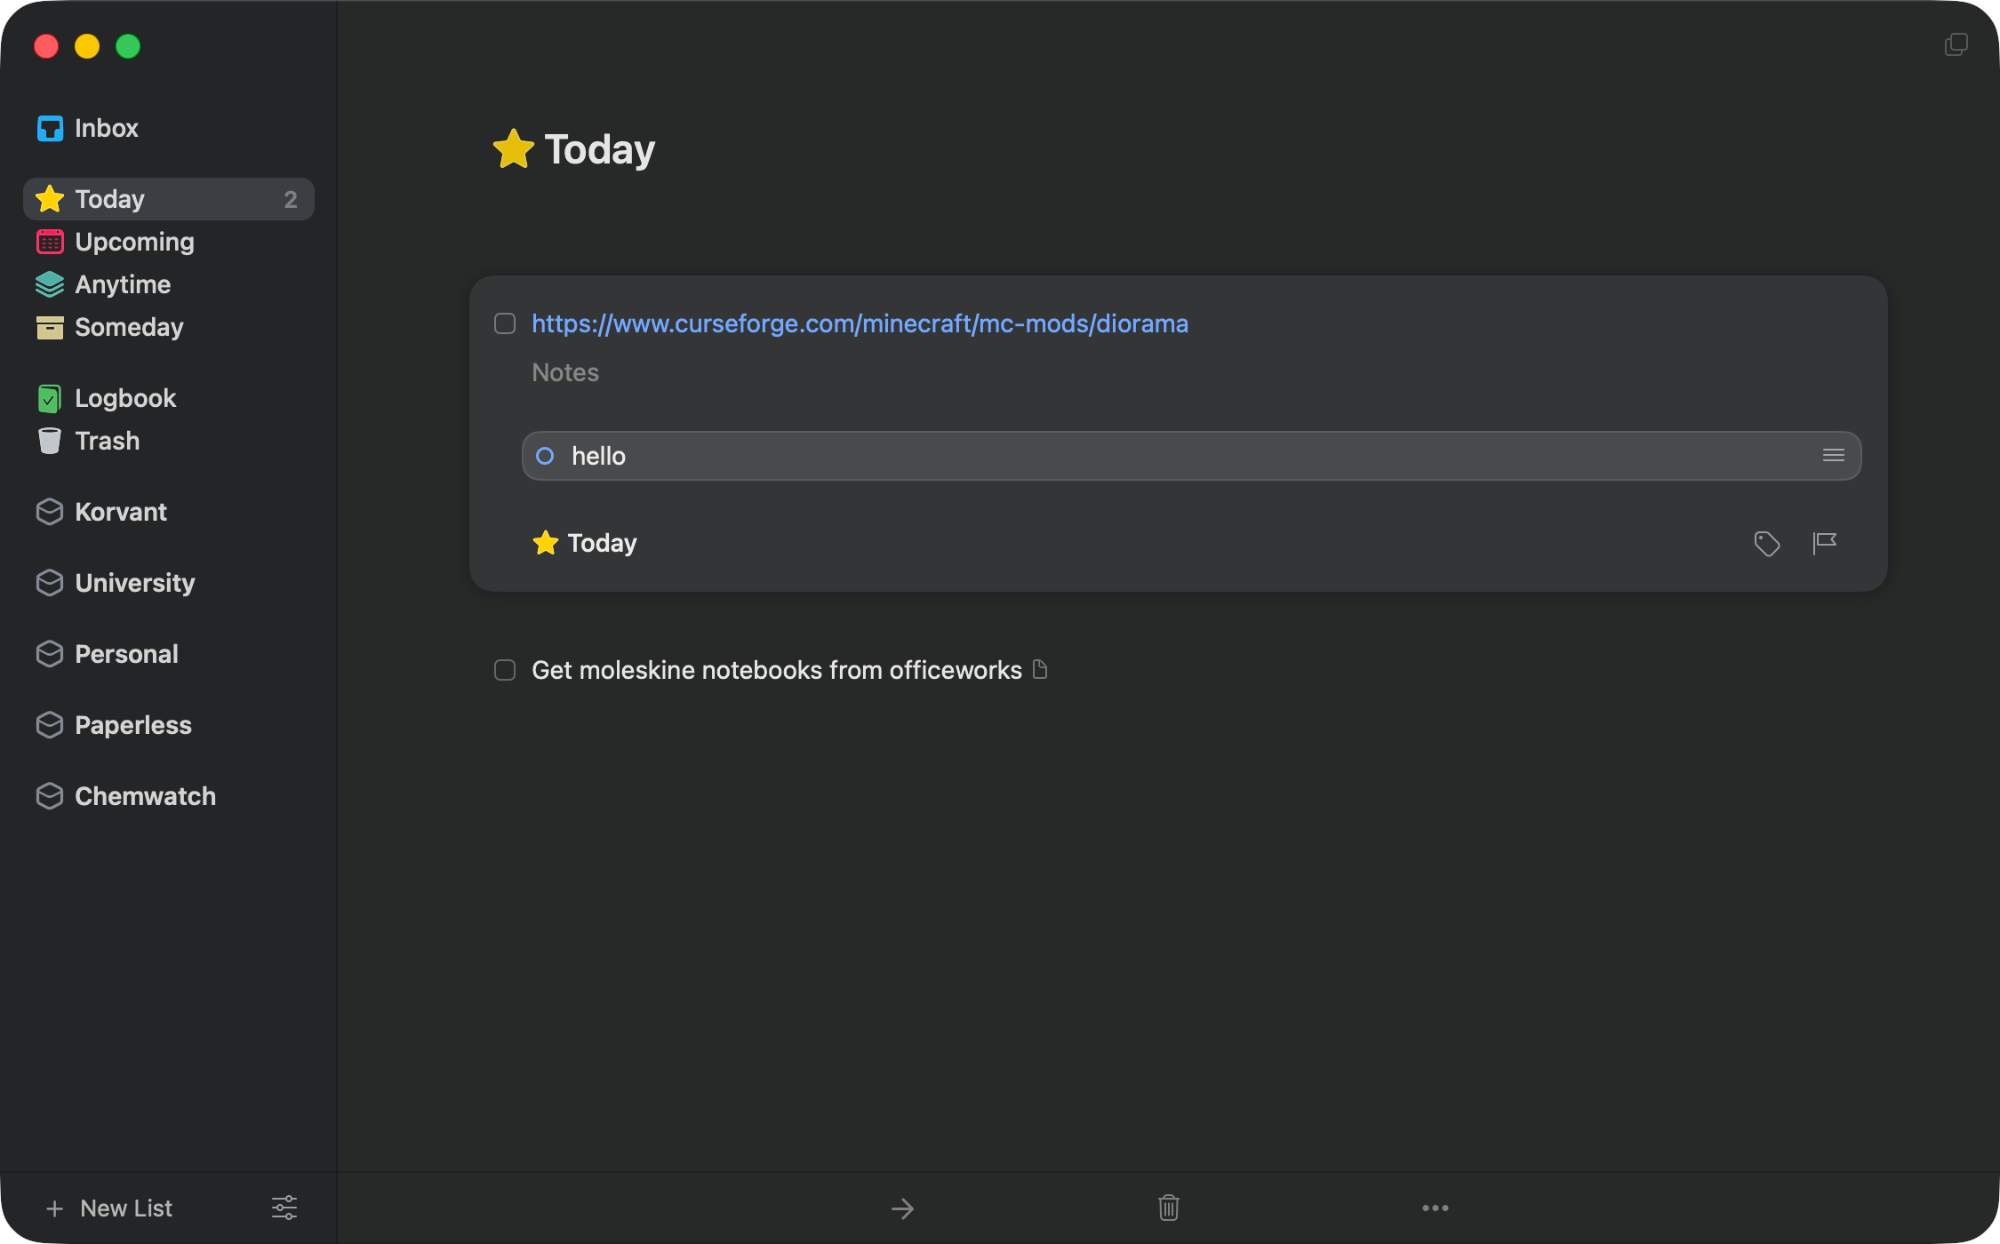 Inbox
Today 2
Upcoming
Anytime
Someday
Logbook
Trash
Korvant
University
Personal
Paperless
Chemwatch
New List
Today
https://www.curseforge.com/minecraft/mc-mods/diorama
Notes
hello
Today
Get moleskine notebooks from officeworks